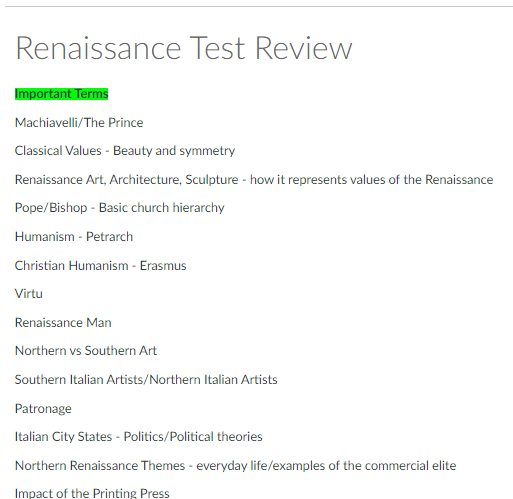 Renaissance Test Review
Important Terms
Machiavelli/The Prince
Classical Values - Beauty and symmetry
Renaissance Art, Architecture, Sculpture - how it represents values of the Renaissance
Pope/Bishop - Basic church hierarchy
Humanism - Petrarch
Christian Humanism - Erasmus
Virtu
Renaissance Man
Northern vs Southern Art
Southern Italian Artists/Northern Italian Artists
Patronage
Italian City States - Politics/Political theories
Northern Renaissance Themes - everyday life/examples of the commercial elite
Impact of the Printing Press